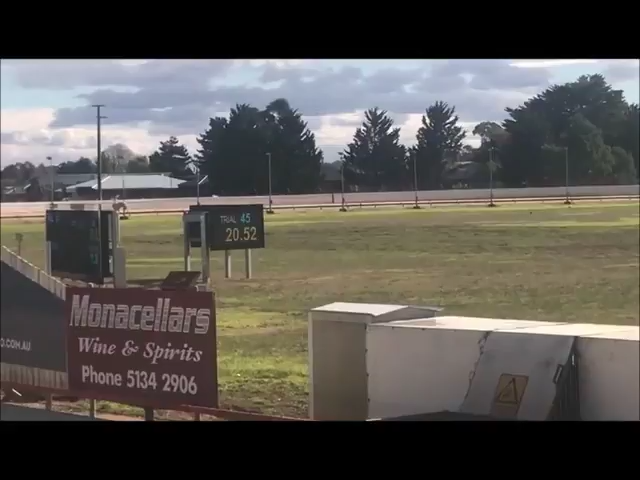 TRIAL 45
20.52
O.COM.AU
Monacellars
Wine & Spirits
Phone 5134 2906